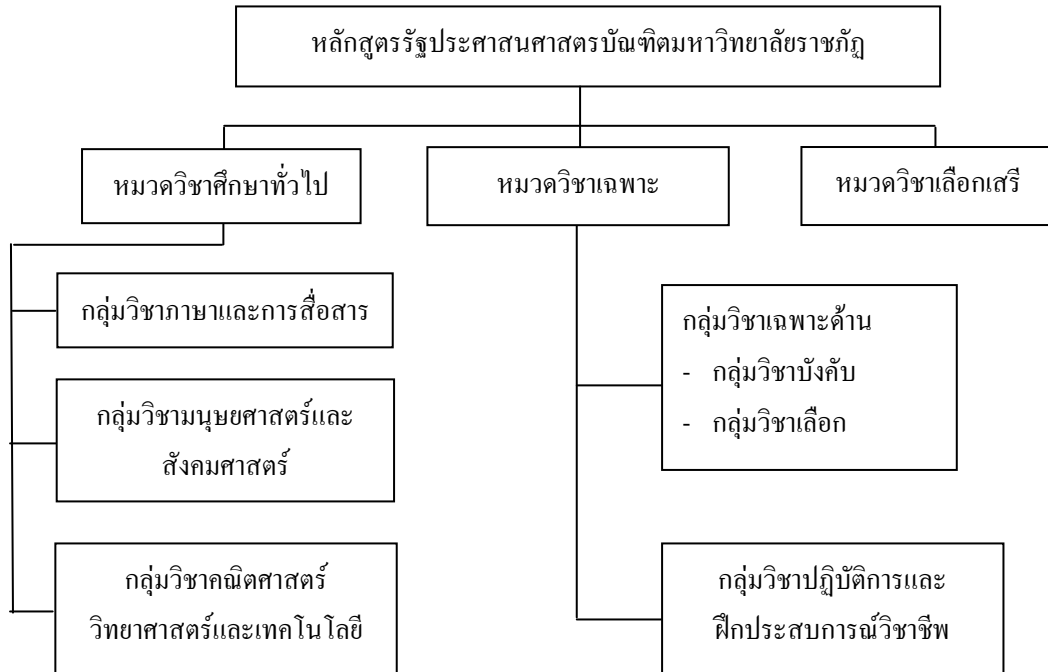 หลักสูตรรัฐประศาสนศาสตรบัณฑิตมหาวิทยาลัยราชภัฏ
หมวดวิชาศึกษาทั่วไป
หมวดวิชาเฉพาะ
หมวดวิชาเลือกเสรี
กลุ่มวิชาภาษาและการสื่อสาร
กลุ่มวิชามนุษยศาสตร์และ
สังคมศาสตร์
กลุ่มวิชาคณิตศาสตร์
วิทยาศาสตร์และเทคโนโลยี
กลุ่มวิชาเฉพาะด้าน
- กลุ่มวิชาบังคับ
- กลุ่มวิชาเลือก
กลุ่มวิชาปฏิบัติการและ
ฝึกประสบการณ์วิชาชีพ